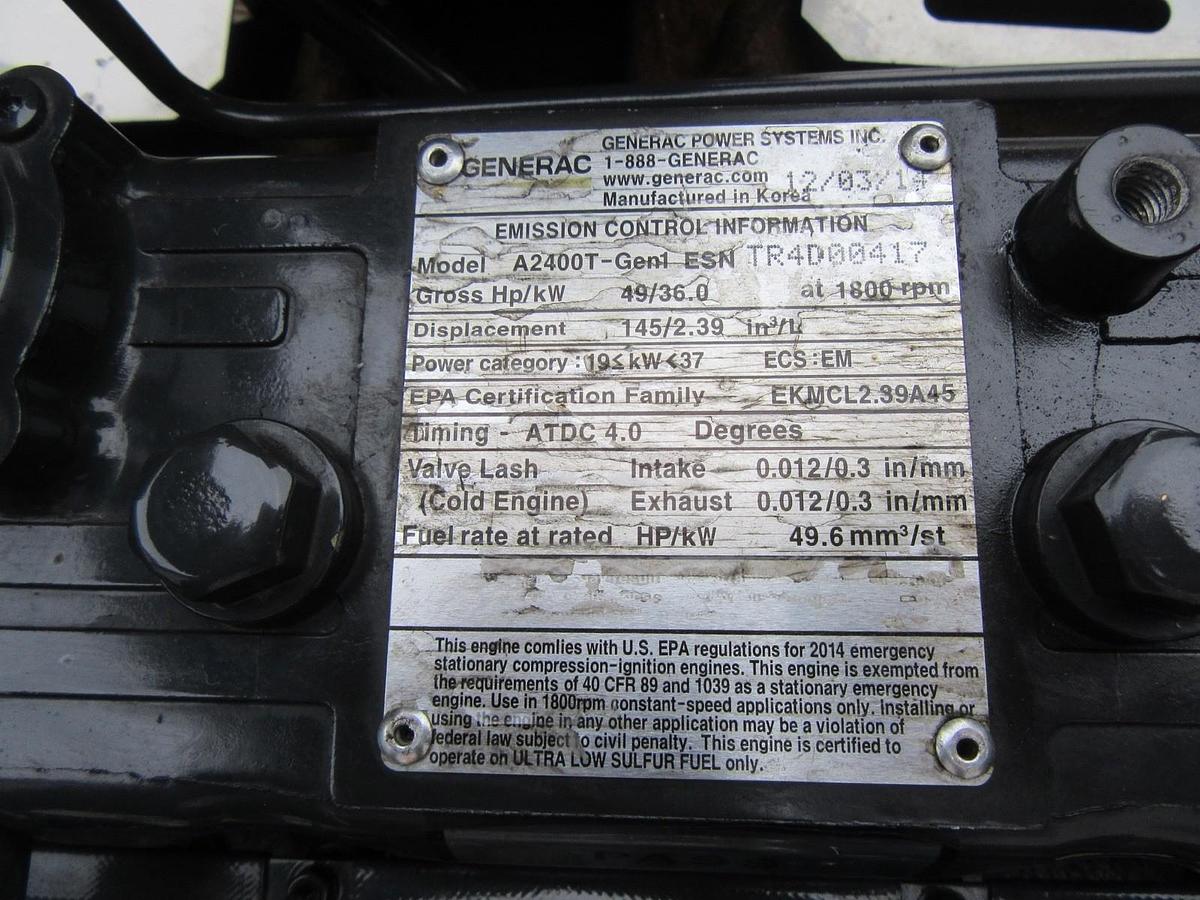 GENERAC POWER SYSTEMS INC.
GENERAC 1-888-GENERAC
www.generac.com 12/03/14
Manufactured in Korea
EMISSION CONTROL INFORMATION
Model A2400T-Gen1 ESN TR4D00417
Gross Hp/kW 49/36.0 at 1800 rpm
Displacement 145/2.39 in³/L
Power category : 19≤ kW <37 ECS : EM
EPA Certification Family EKMCL2.39A45
Timing - ATDC 4.0 Degrees
Valve Lash Intake 0.012/0.3 in/mm
(Cold Engine) Exhaust 0.012/0.3 in/mm
Fuel rate at rated HP/kW 49.6 mm³/st
This engine comlies with U.S. EPA regulations for 2014 emergency
stationary compression-ignition engines. This engine is exempted from
the requirements of 40 CFR 89 and 1039 as a stationary emergency
engine. Use in 1800rpm constant-speed applications only. Installing or
using the engine in any other application may be a violation of
federal law subject to civil penalty. This engine is certified to
operate on ULTRA LOW SULFUR FUEL only.